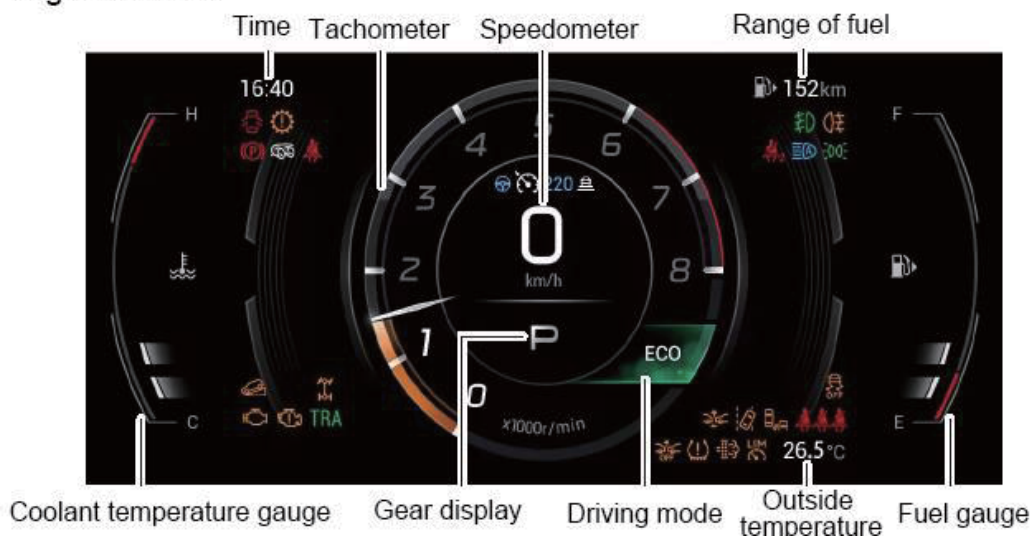 Time Tachometer Speedometer Range of fuel
16:40
152km
H
F
4 5 6
3
7
220
0
km/h
2
8
P
1
ECO
0
x1000r/min
TRA
OFF
C
E
LIM
26.5°C
Coolant temperature gauge
Gear display
Driving mode
Outside
temperature
Fuel gauge